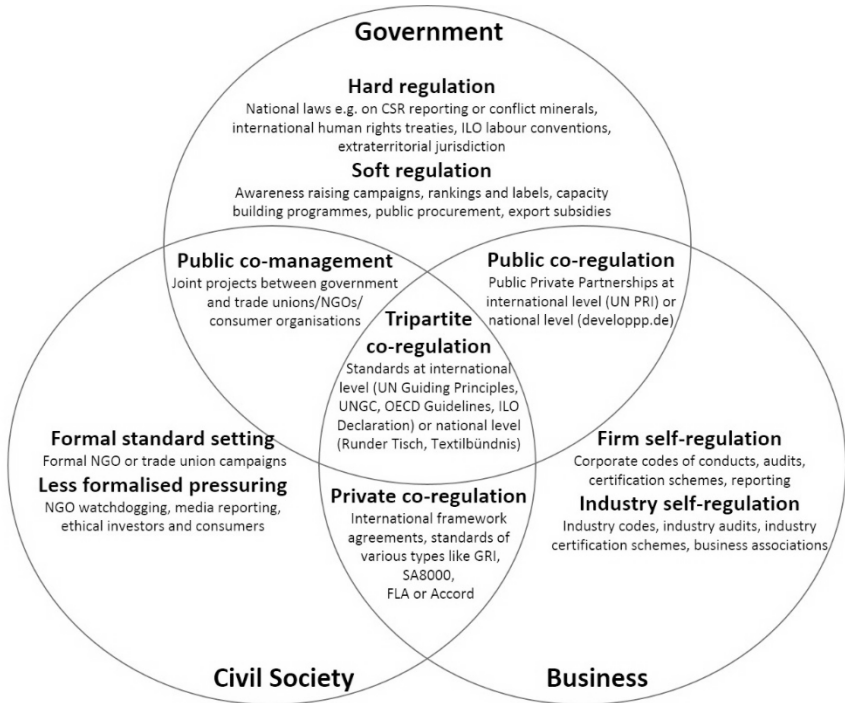 Government
Hard regulation
National laws e.g. on CSR reporting or conflict minerals,
international human rights treaties, ILO labour conventions,
extraterritorial jurisdiction
Soft regulation
Awareness raising campaigns, rankings and labels, capacity
building programmes, public procurement, export subsidies
Public co-management
Joint projects between government
and trade unions/NGOs/
consumer organisations
Public co-regulation
Public Private Partnerships at
international level (UN PRI) or
national level (developpp.de)
Tripartite
co-regulation
Standards at international
level (UN Guiding Principles,
UNGC, OECD Guidelines, ILO
Declaration) or national level
(Runder Tisch, Textilbündnis)
Formal standard setting
Formal NGO or trade union campaigns
Less formalised pressuring
NGO watchdogging, media reporting,
ethical investors and consumers
Firm self-regulation
Corporate codes of conducts, audits,
certification schemes, reporting
Industry self-regulation
Industry codes, industry audits, industry
certification schemes, business associations
Private co-regulation
International framework
agreements, standards of
various types like GRI,
SA8000,
FLA or Accord
Civil Society
Business